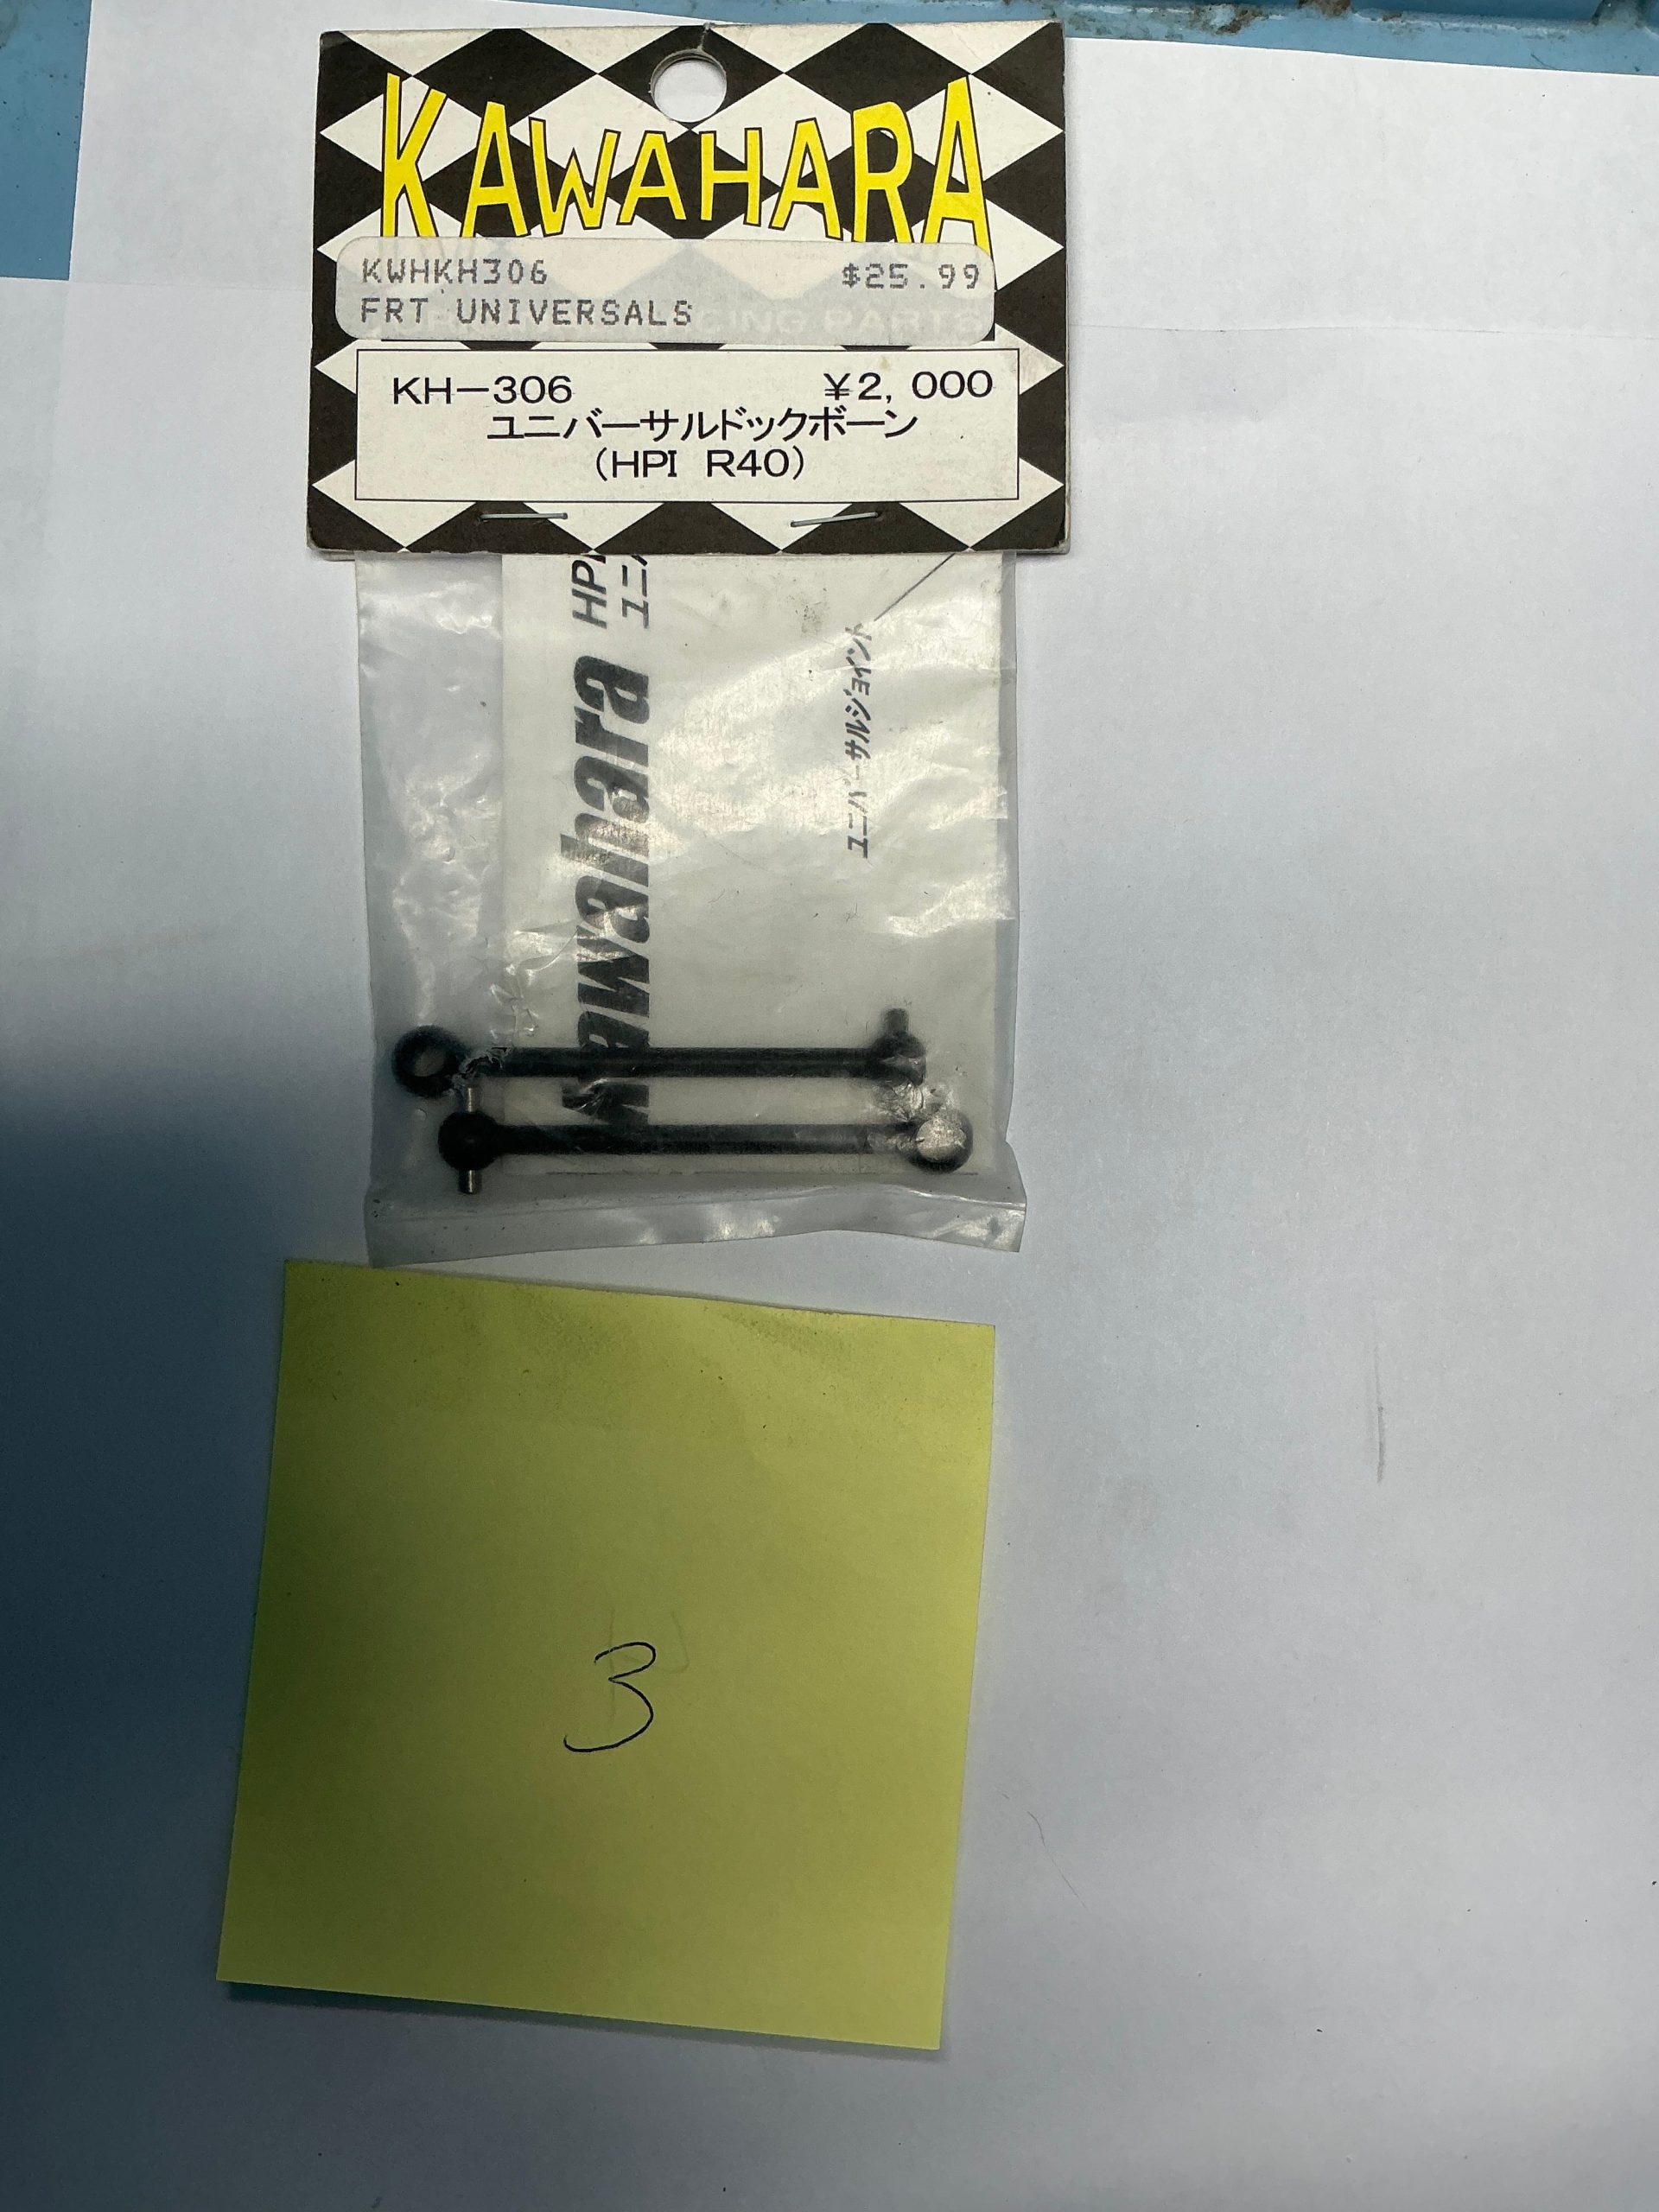 KAWAHARA
KWHKH306 $25.99
FRT UNIVERSALS
KH-306 ¥2,000
ユニバーサルドックボーン
(HPI R40)
HPI
ユニバーサルジョイント
3